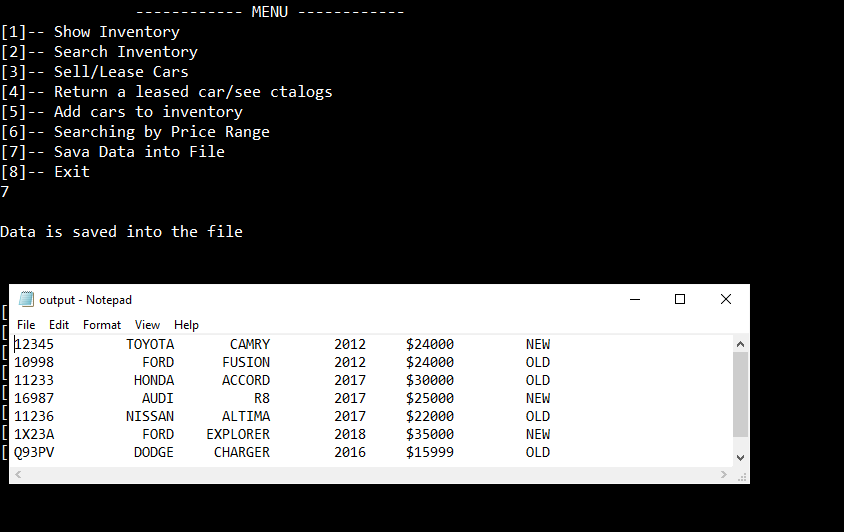 ------------ MENU ------------
[1]-- Show Inventory
[2]-- Search Inventory
[3]-- Sell/Lease Cars
[4]-- Return a leased car/see ctalogs
[5]-- Add cars to inventory
[6]-- Searching by Price Range
[7]-- Sava Data into File
[8]-- Exit
7
Data is saved into the file
output - Notepad
File Edit Format View Help
12345 TOYOTA CAMRY 2012 $24000 NEW
10998 FORD FUSION 2012 $24000 OLD
11233 HONDA ACCORD 2017 $30000 OLD
16987 AUDI R8 2017 $25000 NEW
11236 NISSAN ALTIMA 2017 $22000 OLD
1X23A FORD EXPLORER 2018 $35000 NEW
Q93PV DODGE CHARGER 2016 $15999 OLD